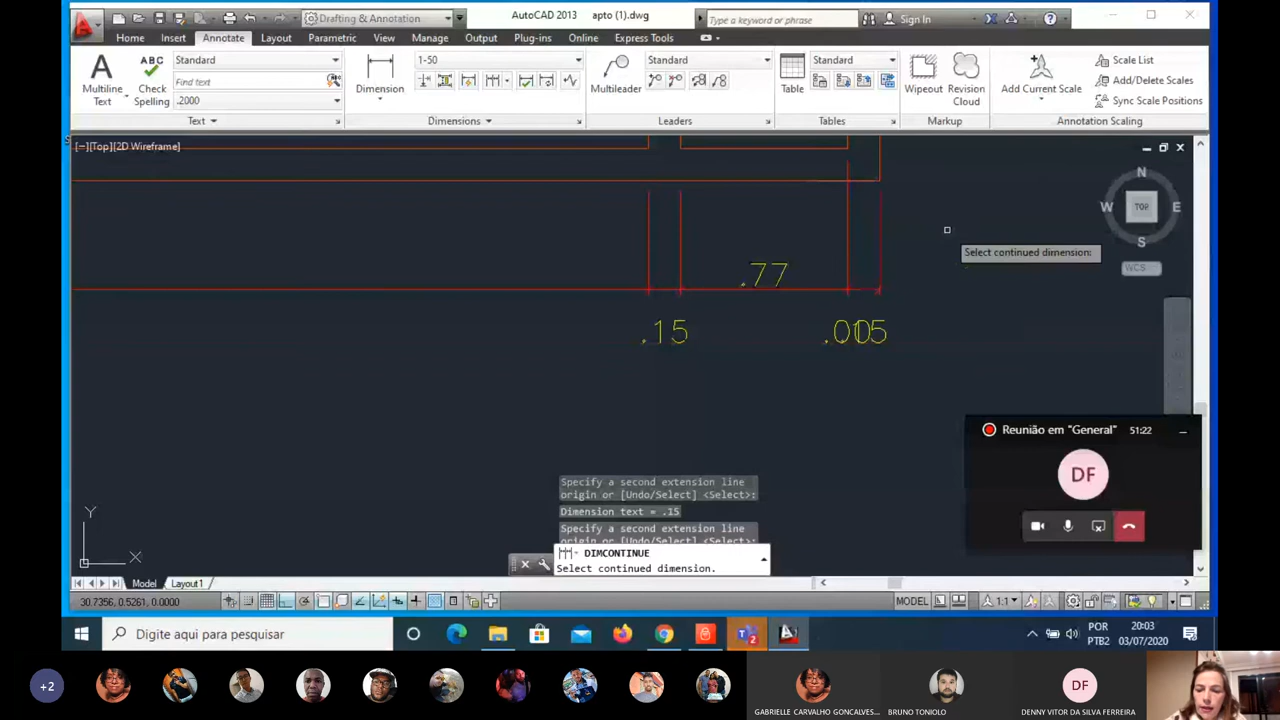 Drafting & Annotation
AutoCAD 2013 apto (1).dwg
Type a keyword or phrase
Sign In
Home Insert Annotate Layout Parametric View Manage Output Plug-ins Online Express Tools
A
ABC
Standard
1-50
Standard
Standard
Scale List
Find text
Add/Delete Scales
Multiline Text
Check Spelling
.2000
Dimension
Multileader
Table
Wipeout
Revision Cloud
Add Current Scale
Sync Scale Positions
Text
Dimensions
Leaders
Tables
Markup
Annotation Scaling
[−][Top][2D Wireframe]
N
W TOP E
S
WCS
Select continued dimension:
.77
.15
Reunião em "General" 51:22
DF
Specify a second extension line
origin or [Undo/Select] <Select>:
Dimension text = .15
Specify a second extension line
origin or [Undo/Select] <Select>:
DIMCONTINUE
Select continued dimension.
Y
X
Model Layout1
30.7356, 0.5261, 0.0000
MODEL
A 1:1
Digite aqui para pesquisar
POR
PTB2
20:03
03/07/2020
+2
DF
GABRIELLE CARVALHO GONCALVES...
BRUNO TONIOLO
DENNY VITOR DA SILVA FERREIRA